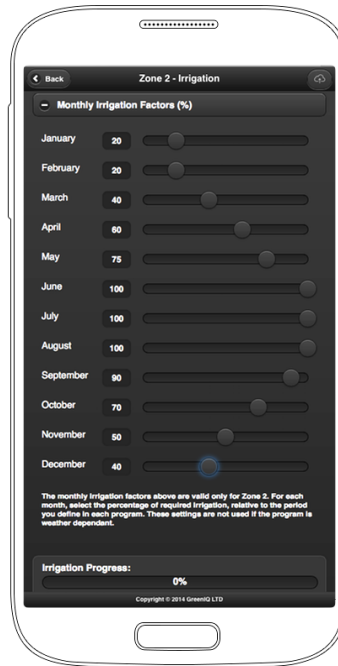 Back Zone 2 - Irrigation
Monthly Irrigation Factors (%)
January 20
February 20
March 40
April 60
May 75
June 100
July 100
August 100
September 90
October 70
November 50
December 40
The monthly irrigation factors above are valid only for Zone 2. For each
month, select the percentage of required irrigation, relative to the period
you define in each program. These settings are not used if the program is
weather dependant.
Irrigation Progress:
0%
Copyright © 2014 GreenIQ LTD